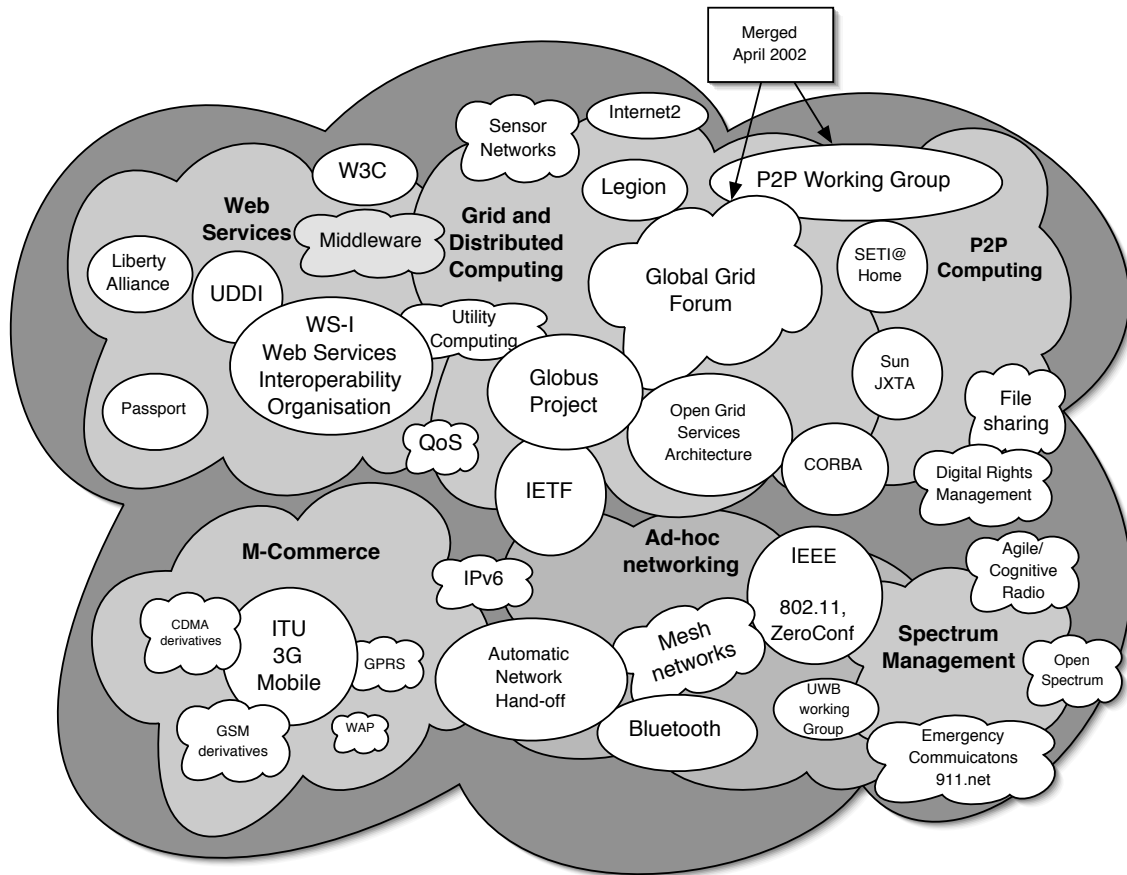 Merged
April 2002
Internet2
Sensor
Networks
W3C
Legion
P2P Working Group
Web
Services
Middleware
Grid and
Distributed
Computing
Global Grid
Forum
SETI@
Home
P2P
Computing
Liberty
Alliance
UDDI
WS-I
Web Services
Interoperability
Organisation
Utility
Computing
Globus
Project
Sun
JXTA
Passport
QoS
Open Grid
Services
Architecture
File
sharing
CORBA
Digital Rights
Management
IETF
M-Commerce
Ad-hoc
networking
IEEE
802.11,
ZeroConf
Agile/
Cognitive
Radio
IPv6
CDMA
derivatives
ITU
3G
Mobile
GPRS
Automatic
Network
Hand-off
Mesh
networks
Spectrum
Management
Open
Spectrum
GSM
derivatives
WAP
Bluetooth
UWB
working
Group
Emergency
Commuicatons
911.net